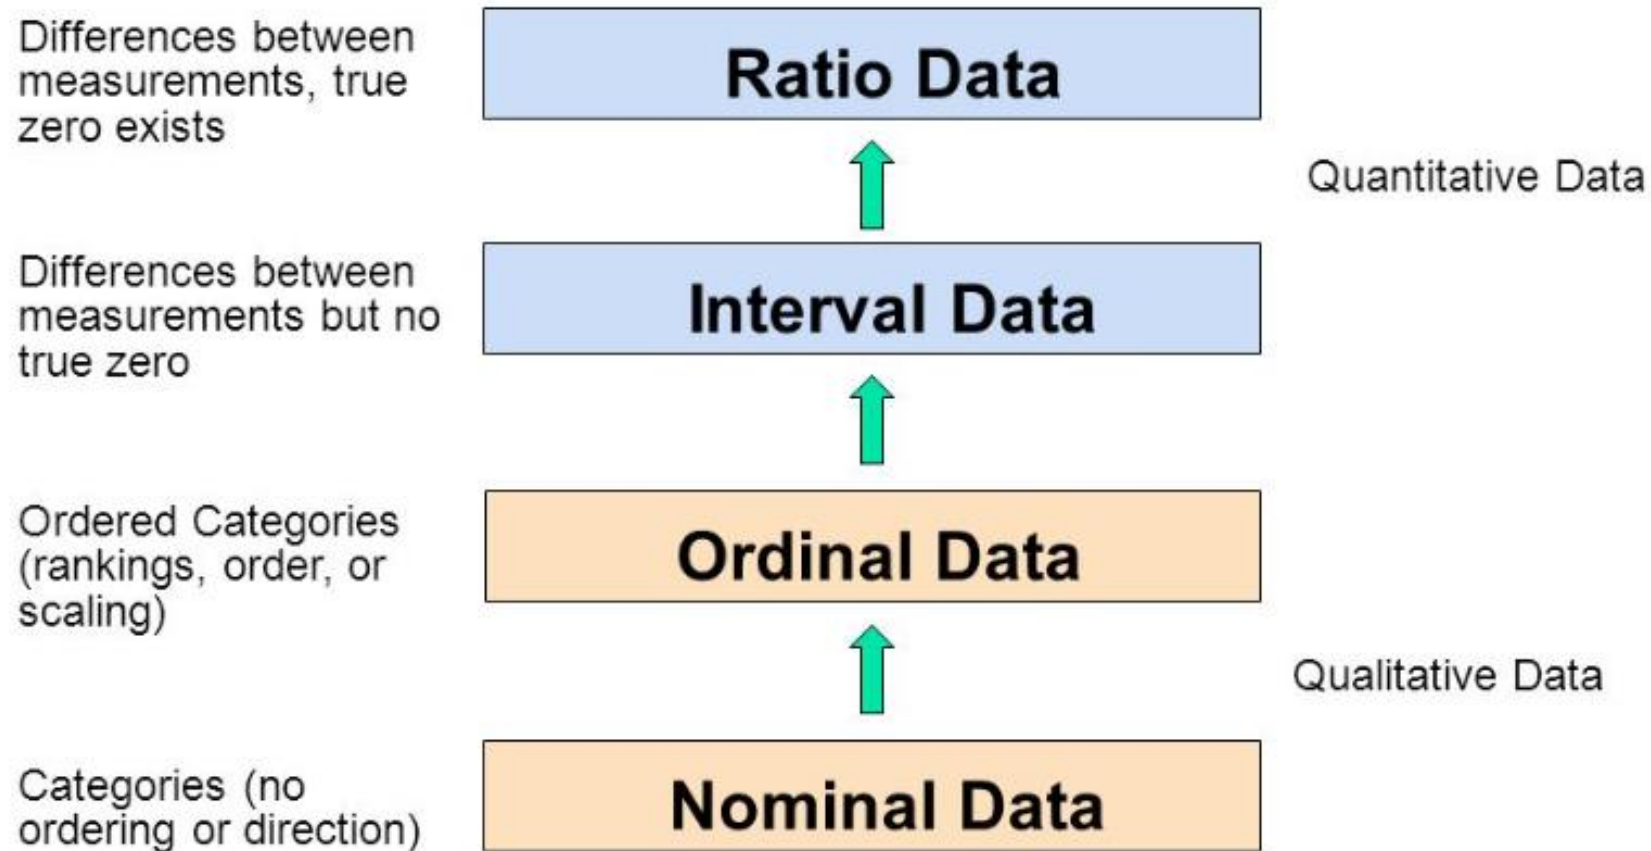 Differences between
measurements, true
zero exists
Ratio Data
Quantitative Data
Differences between
measurements but no
true zero
Interval Data
Ordered Categories
(rankings, order, or
scaling)
Ordinal Data
Qualitative Data
Categories (no
ordering or direction)
Nominal Data